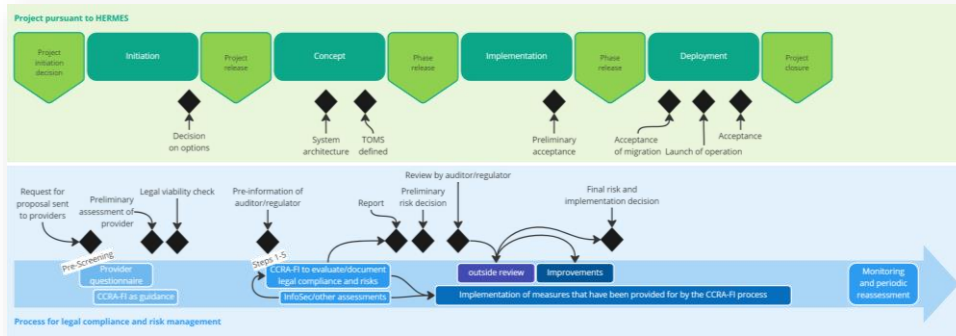 Project pursuant to HERMES
Project
initiation
decision
Initiation
Project
release
Concept
Phase
release
Implementation
Phase
release
Deployment
Project
closure
Decision
on options
System
architecture
TOMS
defined
Preliminary
acceptance
Acceptance
of migration
Launch of operation
Acceptance
Request for
proposal sent
to providers
Preliminary
assessment of
provider
Legal viability check
Pre-information of
auditor/regulator
Report
Preliminary
risk decision
Review by auditor/regulator
Final risk and
implementation decision
Pre-Screening
Provider
questionnaire
CCRA-FI as guidance
Steps 1-5
CCRA-FI to evaluate/document
legal compliance and risks
InfoSec/other assessments
outside review
Improvements
Implementation of measures that have been provided for by the CCRA-FI process
Monitoring
and periodic
reassessment
Process for legal compliance and risk management